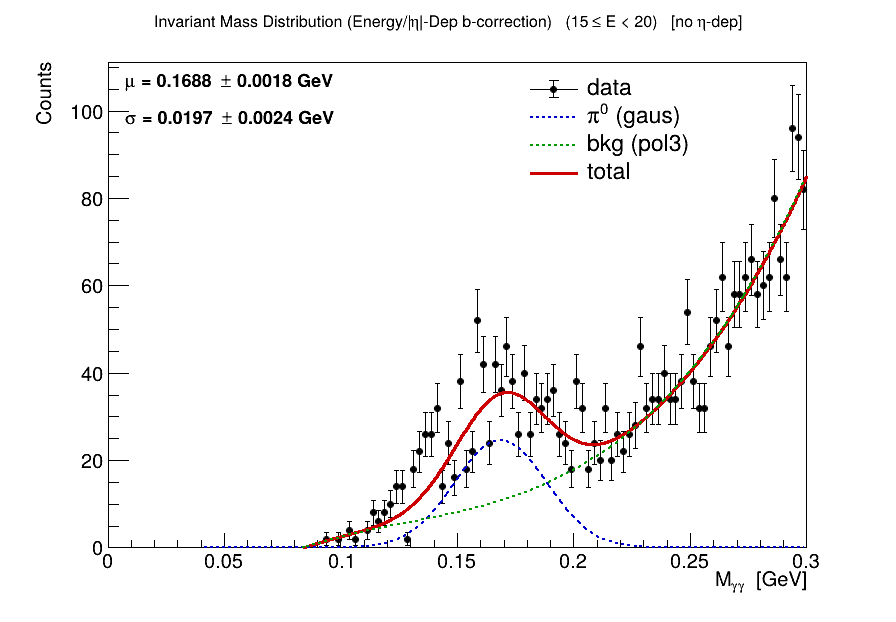 Invariant Mass Distribution (Energy/|η|-Dep b-correction) (15 ≤ E < 20) [no η-dep]
μ = 0.1688 ± 0.0018 GeV
σ = 0.0197 ± 0.0024 GeV
data
π⁰ (gaus)
bkg (pol3)
total
Counts
100
80
60
40
20
0
0 0.05 0.1 0.15 0.2 0.25 0.3
M_γγ [GeV]